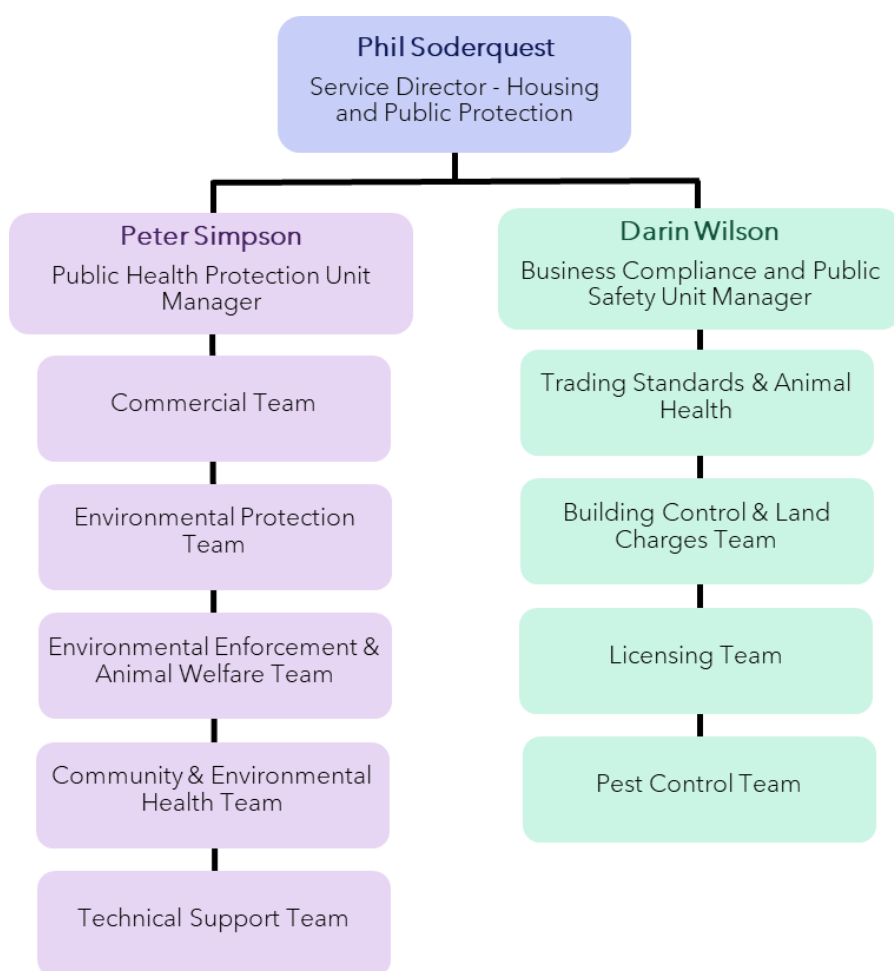 Phil Soderquest
Service Director - Housing
and Public Protection
Peter Simpson
Public Health Protection Unit
Manager
Commercial Team
Environmental Protection
Team
Environmental Enforcement &
Animal Welfare Team
Community & Environmental
Health Team
Technical Support Team
Darin Wilson
Business Compliance and Public
Safety Unit Manager
Trading Standards & Animal
Health
Building Control & Land
Charges Team
Licensing Team
Pest Control Team